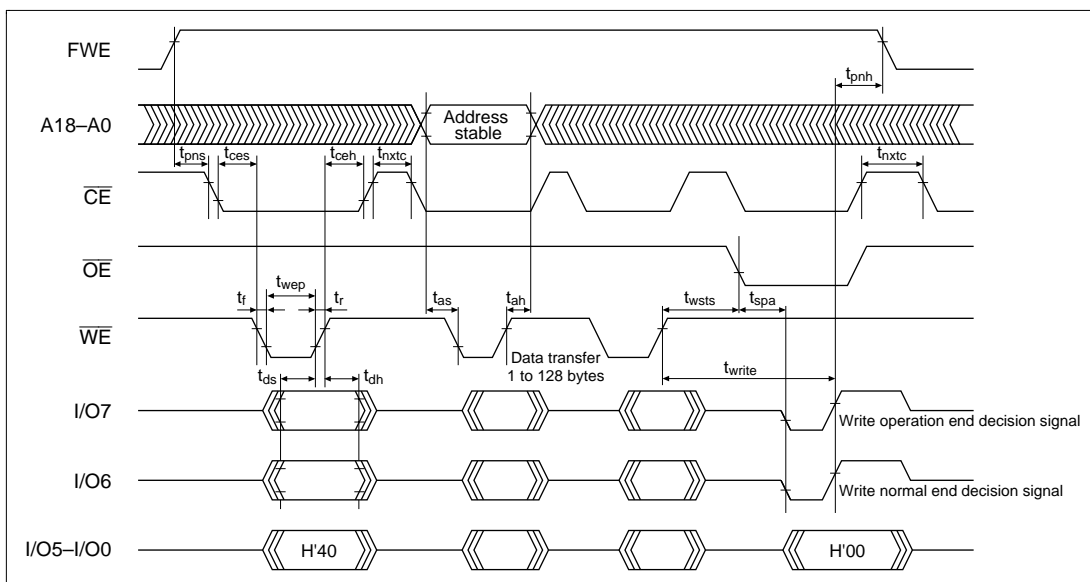 FWE
tpnh
A18–A0
Address
stable
tpns
tces
tceh
tnxtc
tnxtc
CE
OE
twep
tf
tr
tas
tah
twsts
tspa
WE
Data transfer
1 to 128 bytes
tds
tdh
twrite
I/O7
Write operation end decision signal
I/O6
Write normal end decision signal
I/O5–I/O0
H'40
H'00